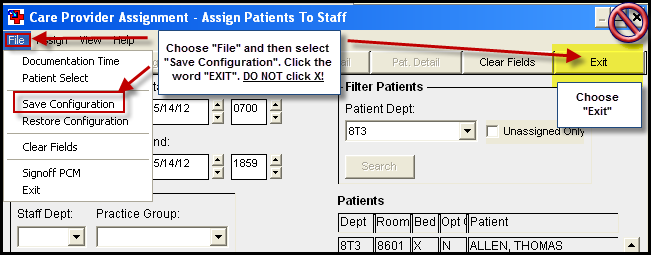 Care Provider Assignment - Assign Patients To Staff
File Assign View Help
Pat. Detail Clear Fields Exit
Choose "File" and then select
"Save Configuration". Click the
word "EXIT". DO NOT click X!
Choose
"Exit"
Documentation Time
Patient Select
Save Configuration
Restore Configuration
Clear Fields
Signoff PCM
Exit
5/14/12 0700
nd:
5/14/12 1859
Filter Patients
Patient Dept:
8T3 Unassigned Only
Search
Staff Dept: Practice Group:
Patients
Dept Room Bed Opt Patient
8T3 8601 X N ALLEN, THOMAS